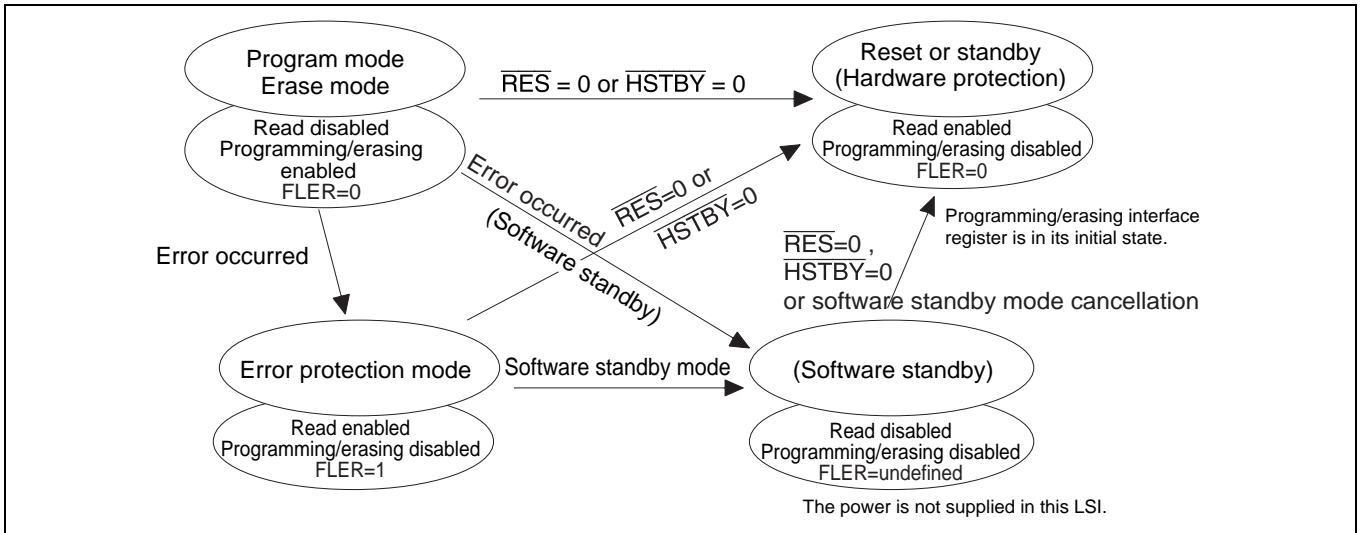 Program mode
Erase mode
Read disabled
Programming/erasing
enabled
FLER=0
RES = 0 or HSTBY = 0
Reset or standby
(Hardware protection)
Read enabled
Programming/erasing disabled
FLER=0
Error occurred
(Software standby)
RES=0 or
HSTBY=0
Programming/erasing interface
register is in its initial state.
Error occurred
RES=0 ,
HSTBY=0
or software standby mode cancellation
Error protection mode
Software standby mode
(Software standby)
Read enabled
Programming/erasing disabled
FLER=1
Read disabled
Programming/erasing disabled
FLER=undefined
The power is not supplied in this LSI.